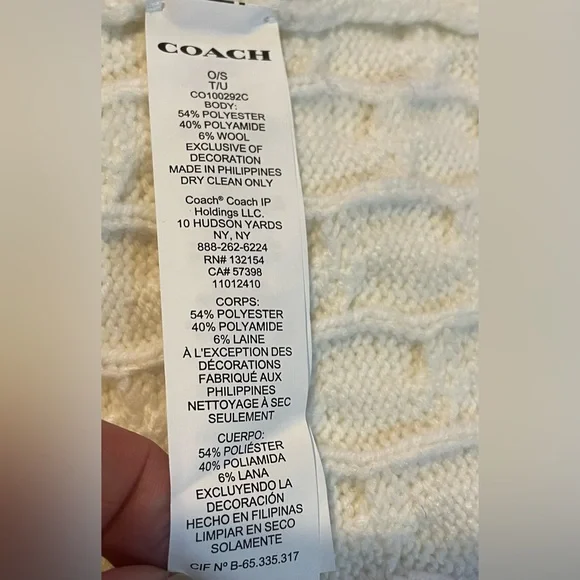 COACH
O/S
T/U
CO100292C
BODY:
54% POLYESTER
40% POLYAMIDE
6% WOOL
EXCLUSIVE OF
DECORATION
MADE IN PHILIPPINES
DRY CLEAN ONLY
Coach® Coach IP
Holdings LLC.
10 HUDSON YARDS
NY, NY
888-262-6224
RN# 132154
CA# 57398
11012410
CORPS:
54% POLYESTER
40% POLYAMIDE
6% LAINE
À L'EXCEPTION DES
DÉCORATIONS
FABRIQUÉ AUX
PHILIPPINES
NETTOYAGE À SEC
SEULEMENT
CUERPO:
54% POLIÉSTER
40% POLIAMIDA
6% LANA
EXCLUYENDO LA
DECORACIÓN
HECHO EN FILIPINAS
LIMPIAR EN SECO
SOLAMENTE
CIF Nº B-65.335.317